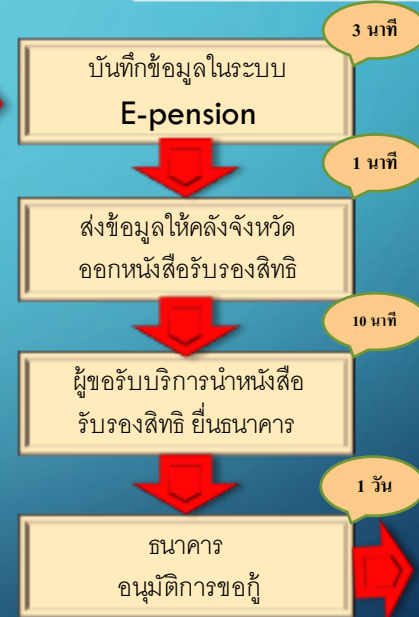 3 นาที
บันทึกข้อมูลในระบบ
E-pension
1 นาที
ส่งข้อมูลให้คลังจังหวัด
ออกหนังสือรับรองสิทธิ
10 นาที
ผู้ขอรับบริการนำหนังสือ
รับรองสิทธิ ยื่นธนาคาร
1 วัน
ธนาคาร
อนุมัติการขอกู้